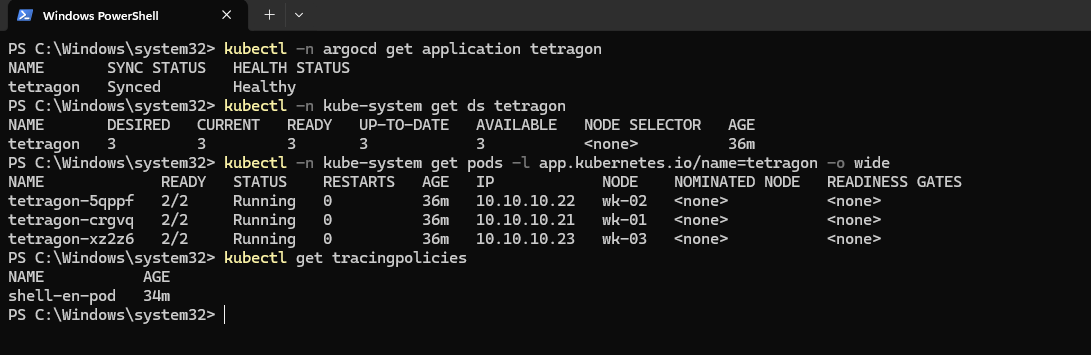 Windows PowerShell
PS C:\Windows\system32> kubectl -n argocd get application tetragon
NAME       SYNC STATUS   HEALTH STATUS
tetragon   Synced        Healthy
PS C:\Windows\system32> kubectl -n kube-system get ds tetragon
NAME       DESIRED   CURRENT   READY   UP-TO-DATE   AVAILABLE   NODE SELECTOR   AGE
tetragon   3         3         3       3            3           <none>          36m
PS C:\Windows\system32> kubectl -n kube-system get pods -l app.kubernetes.io/name=tetragon -o wide
NAME             READY   STATUS    RESTARTS   AGE   IP            NODE    NOMINATED NODE   READINESS GATES
tetragon-5qppf   2/2     Running   0          36m   10.10.10.22   wk-02   <none>           <none>
tetragon-crgvq   2/2     Running   0          36m   10.10.10.21   wk-01   <none>           <none>
tetragon-xz2z6   2/2     Running   0          36m   10.10.10.23   wk-03   <none>           <none>
PS C:\Windows\system32> kubectl get tracingpolicies
NAME           AGE
shell-en-pod   34m
PS C:\Windows\system32>